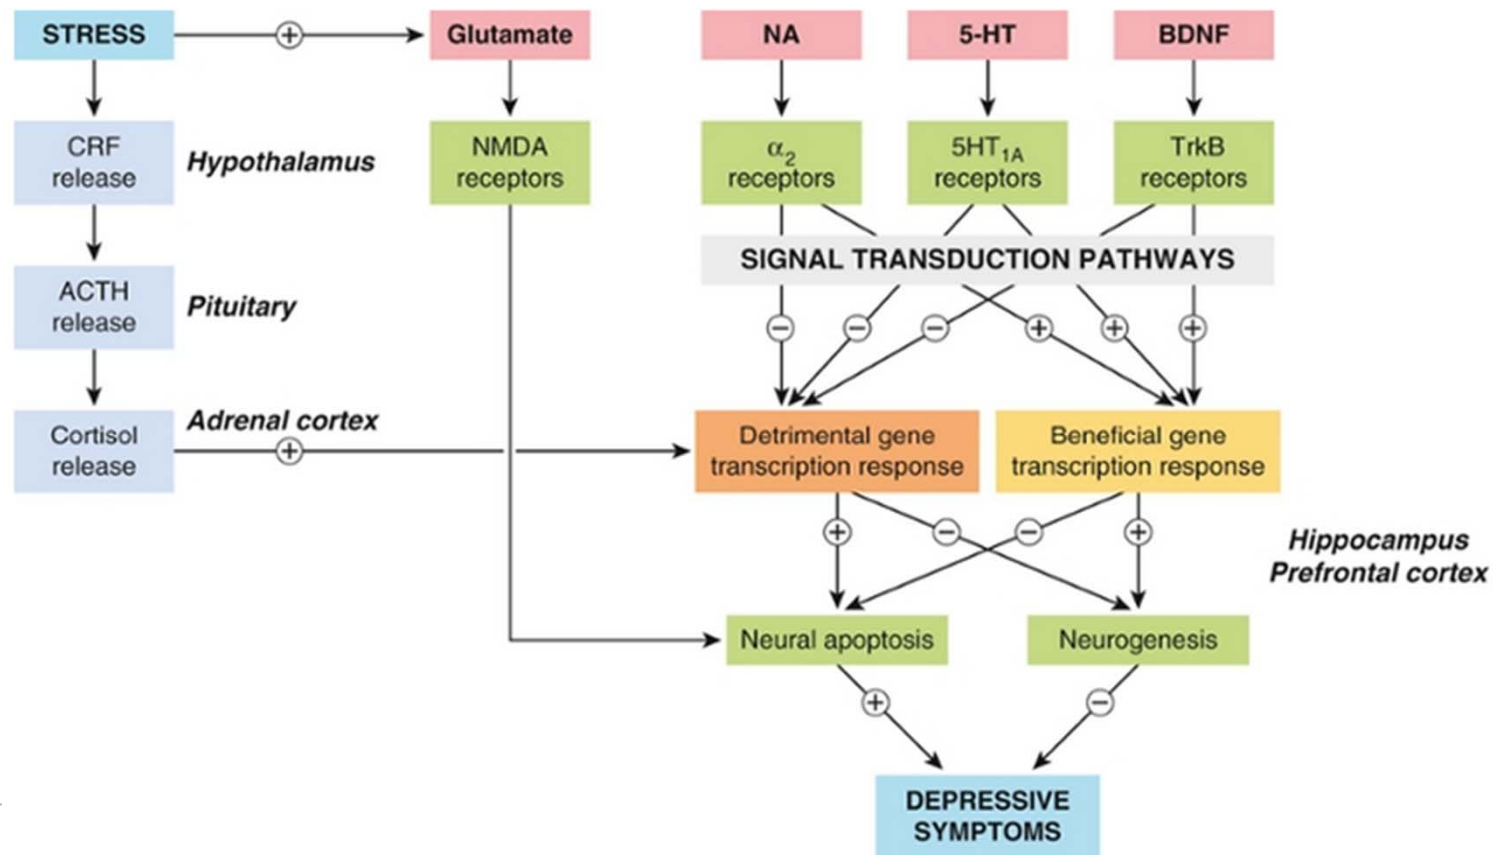 STRESS
+
Glutamate
NA
5-HT
BDNF
CRF
release
Hypothalamus
NMDA
receptors
α2
receptors
5HT1A
receptors
TrkB
receptors
SIGNAL TRANSDUCTION PATHWAYS
ACTH
release
Pituitary
−
−
−
+
+
+
Cortisol
release
Adrenal cortex
+
Detrimental gene
transcription response
Beneficial gene
transcription response
+
−
−
+
Hippocampus
Prefrontal cortex
Neural apoptosis
Neurogenesis
+
−
DEPRESSIVE
SYMPTOMS